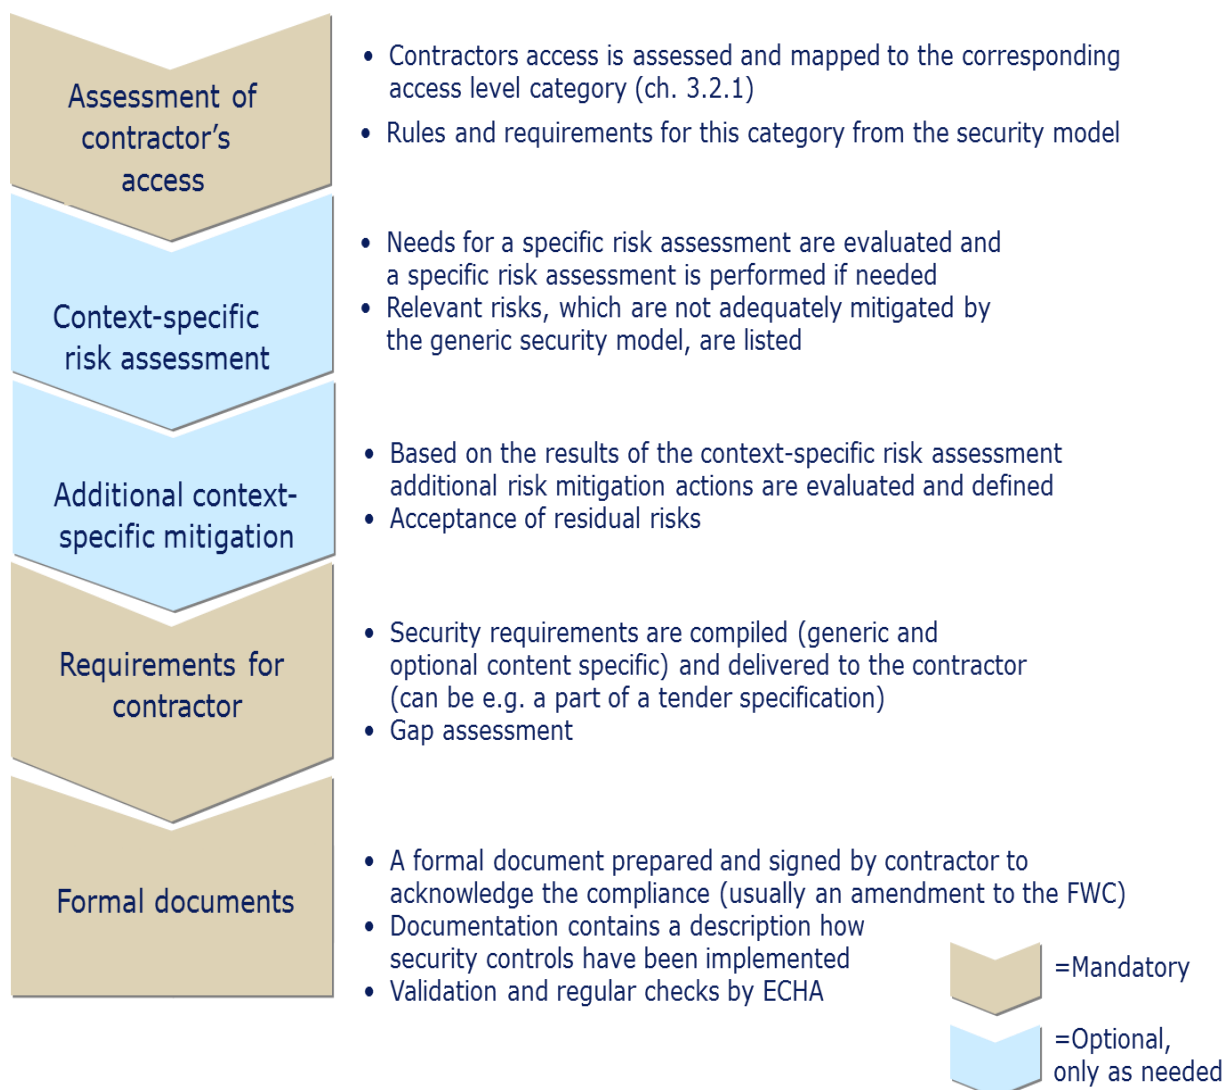 Assessment of
contractor's
access
• Contractors access is assessed and mapped to the corresponding
access level category (ch. 3.2.1)
• Rules and requirements for this category from the security model
Context-specific
risk assessment
• Needs for a specific risk assessment are evaluated and
a specific risk assessment is performed if needed
• Relevant risks, which are not adequately mitigated by
the generic security model, are listed
Additional context-
specific mitigation
• Based on the results of the context-specific risk assessment
additional risk mitigation actions are evaluated and defined
• Acceptance of residual risks
Requirements for
contractor
• Security requirements are compiled (generic and
optional content specific) and delivered to the contractor
(can be e.g. a part of a tender specification)
• Gap assessment
Formal documents
• A formal document prepared and signed by contractor to
acknowledge the compliance (usually an amendment to the FWC)
• Documentation contains a description how
security controls have been implemented
• Validation and regular checks by ECHA
=Mandatory
=Optional,
only as needed